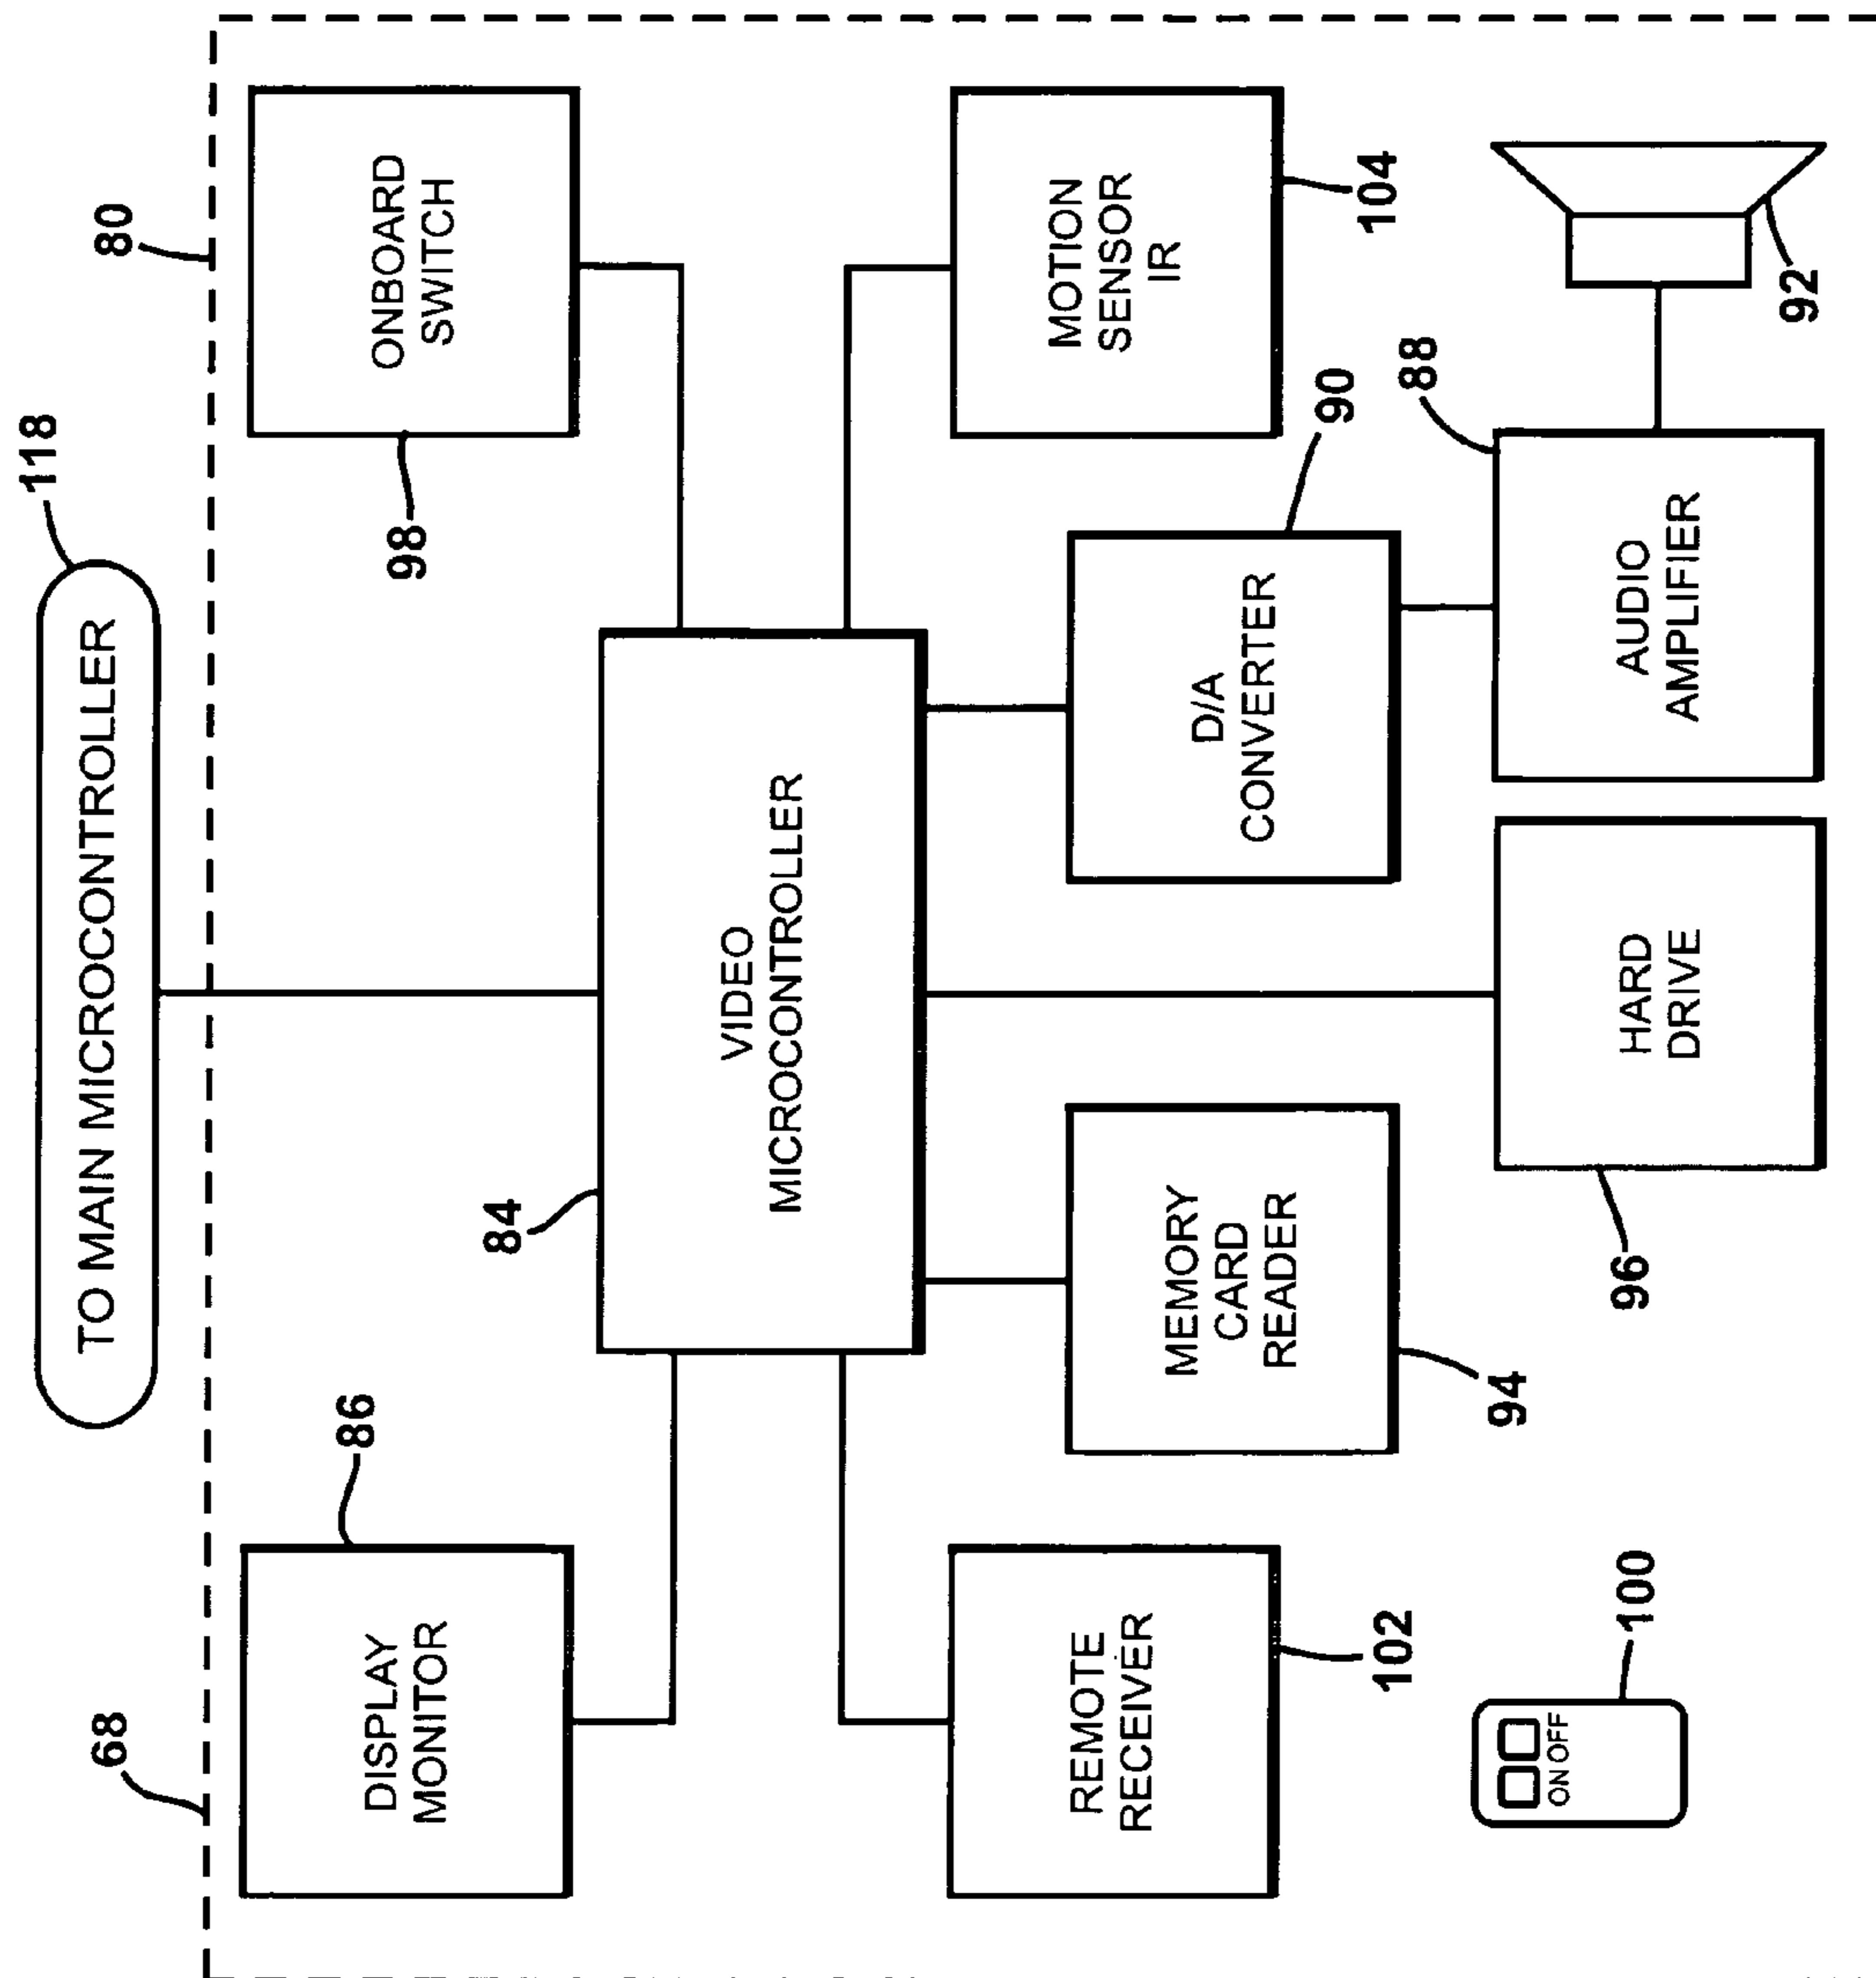 118
TO MAIN MICROCONTROLLER
68
80
86
DISPLAY
MONITOR
84
VIDEO
MICROCONTROLLER
98
ONBOARD
SWITCH
REMOTE
RECEIVER
102
MEMORY
CARD
READER
94
D/A
CONVERTER
90
MOTION
SENSOR
IR
104
100
ON OFF
HARD
DRIVE
96
AUDIO
AMPLIFIER
88
92